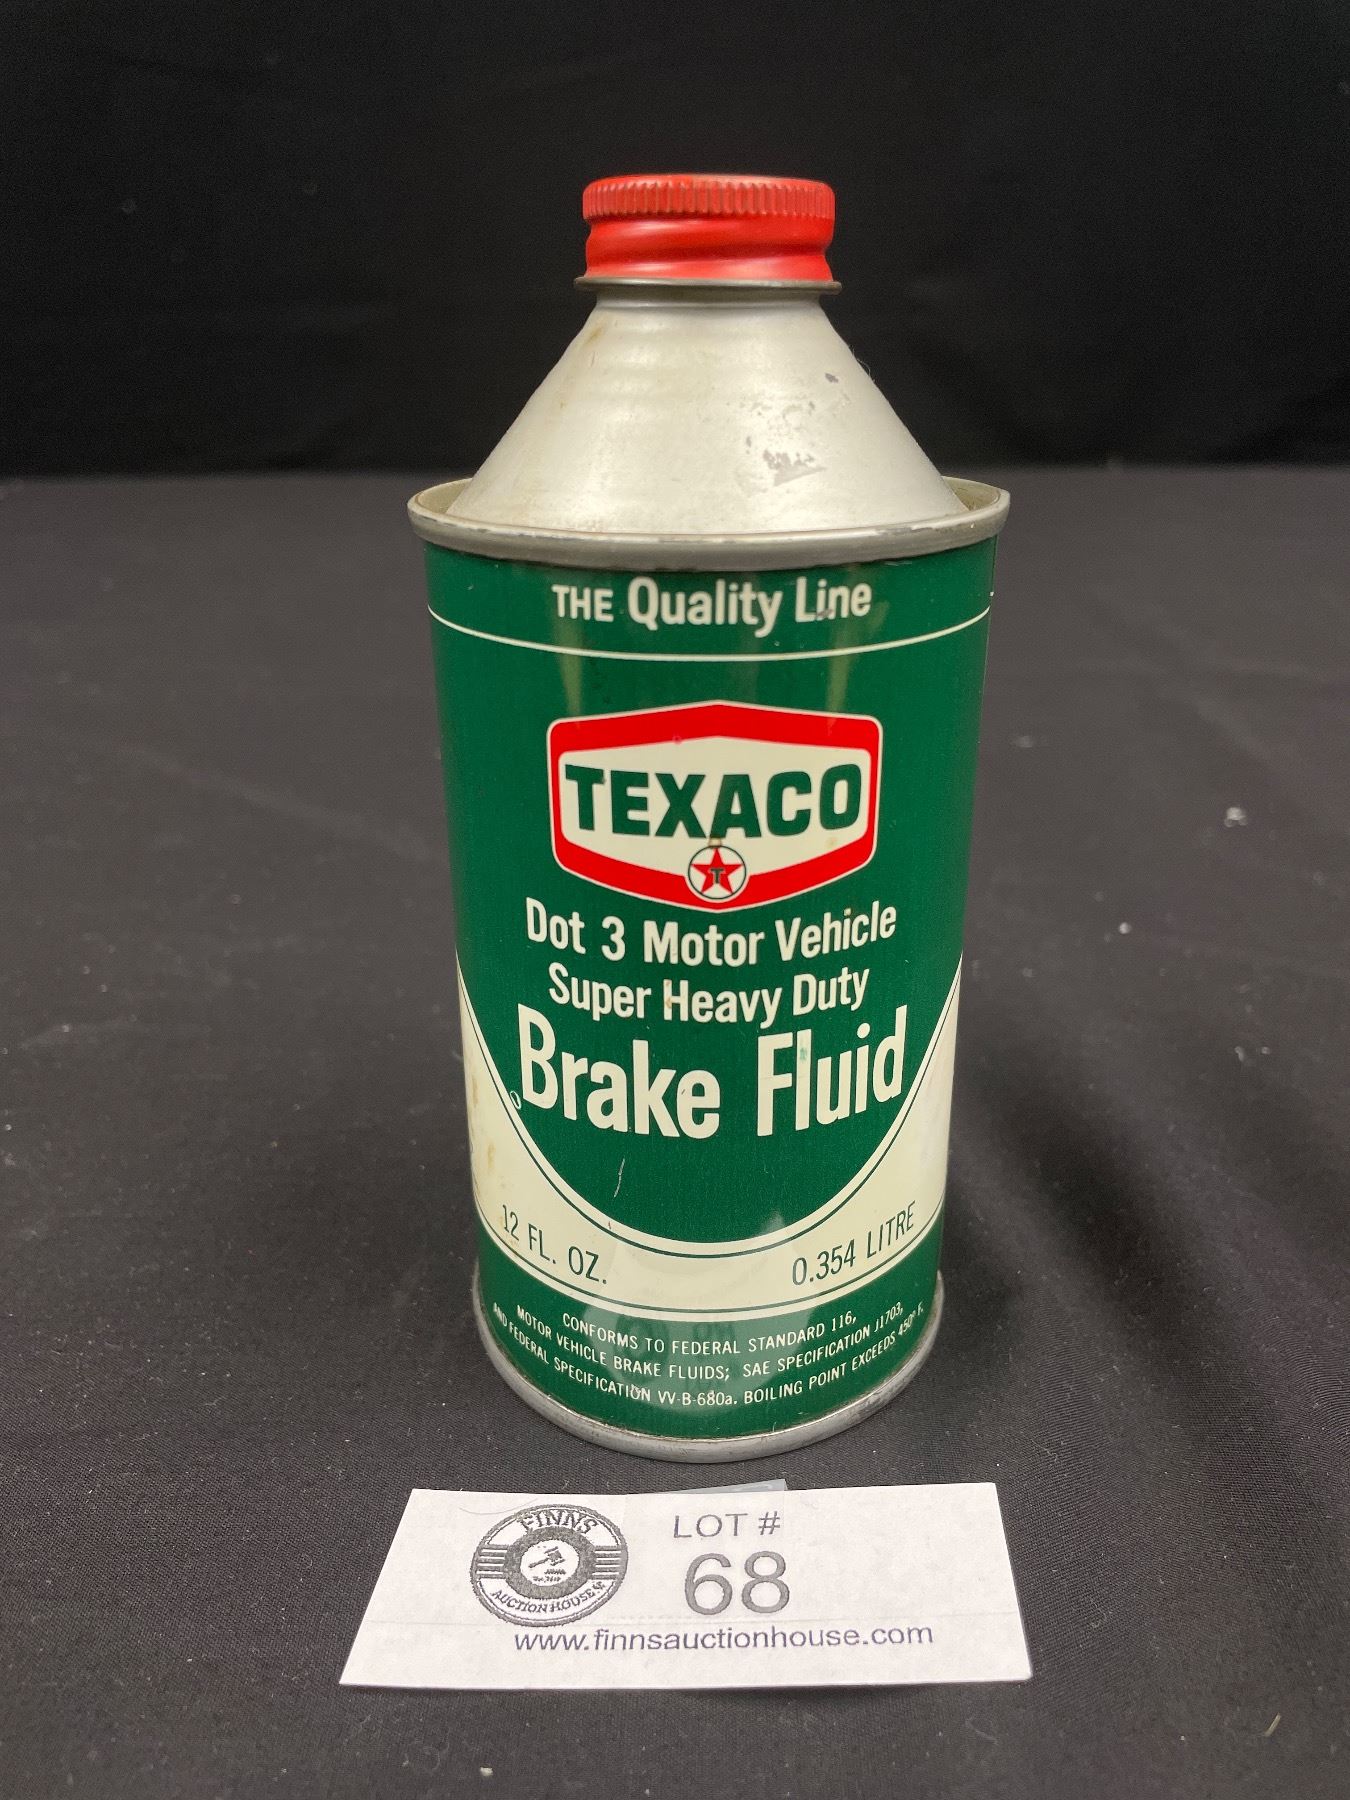 THE Quality Line
TEXACO
T
Dot 3 Motor Vehicle
Super Heavy Duty
Brake Fluid
12 FL. OZ. 0.354 LITRE
CONFORMS TO FEDERAL STANDARD 116,
MOTOR VEHICLE BRAKE FLUIDS; SAE SPECIFICATION J1703,
AND FEDERAL SPECIFICATION VV-B-680a. BOILING POINT EXCEEDS 450° F.
FINNS
AUCTION HOUSE
LOT #
68
www.finnsauctionhouse.com